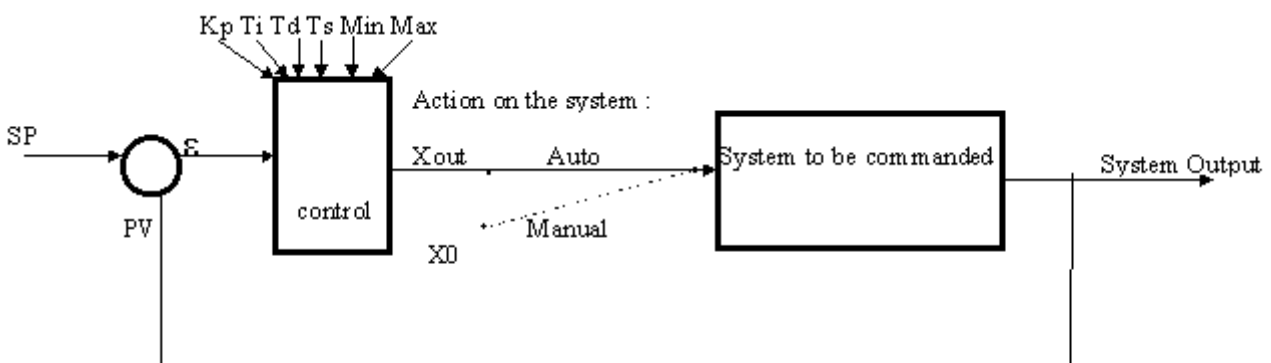 Kp Ti Td Ts Min Max
Action on the system :
SP
ε
Xout
Auto
System to be commanded
System Output
control
PV
Manual
X0